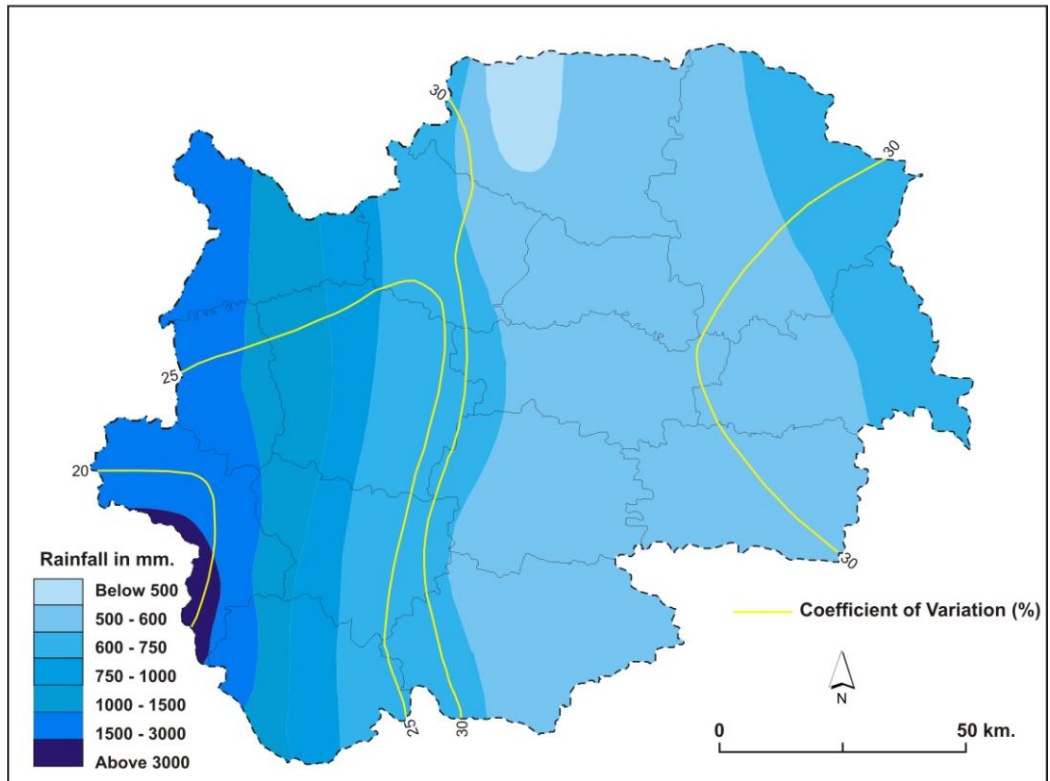 30
30
25
20
30
25
30
Rainfall in mm.
Below 500
500 - 600
600 - 750
750 - 1000
1000 - 1500
1500 - 3000
Above 3000
Coefficient of Variation (%)
N
0 50 km.